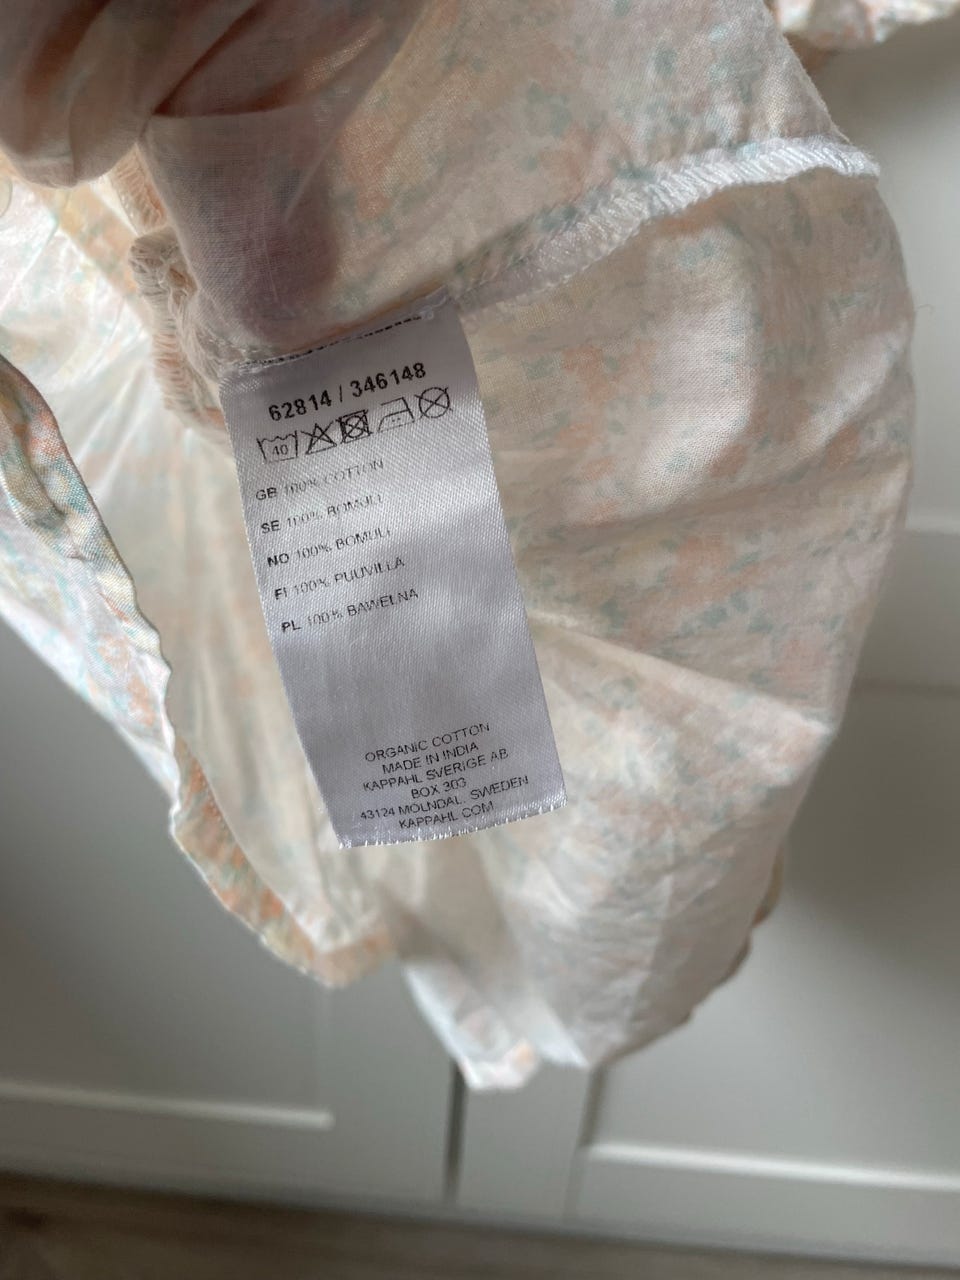 62814 / 346148
40
GB 100% COTTON
SE 100% BOMULL
NO 100% BOMULL
FI 100% PUUVILLA
PL 100% BAWEŁNA
ORGANIC COTTON
MADE IN INDIA
KAPPAHL SVERIGE AB
BOX 303
43124 MÖLNDAL, SWEDEN
KAPPAHL.COM